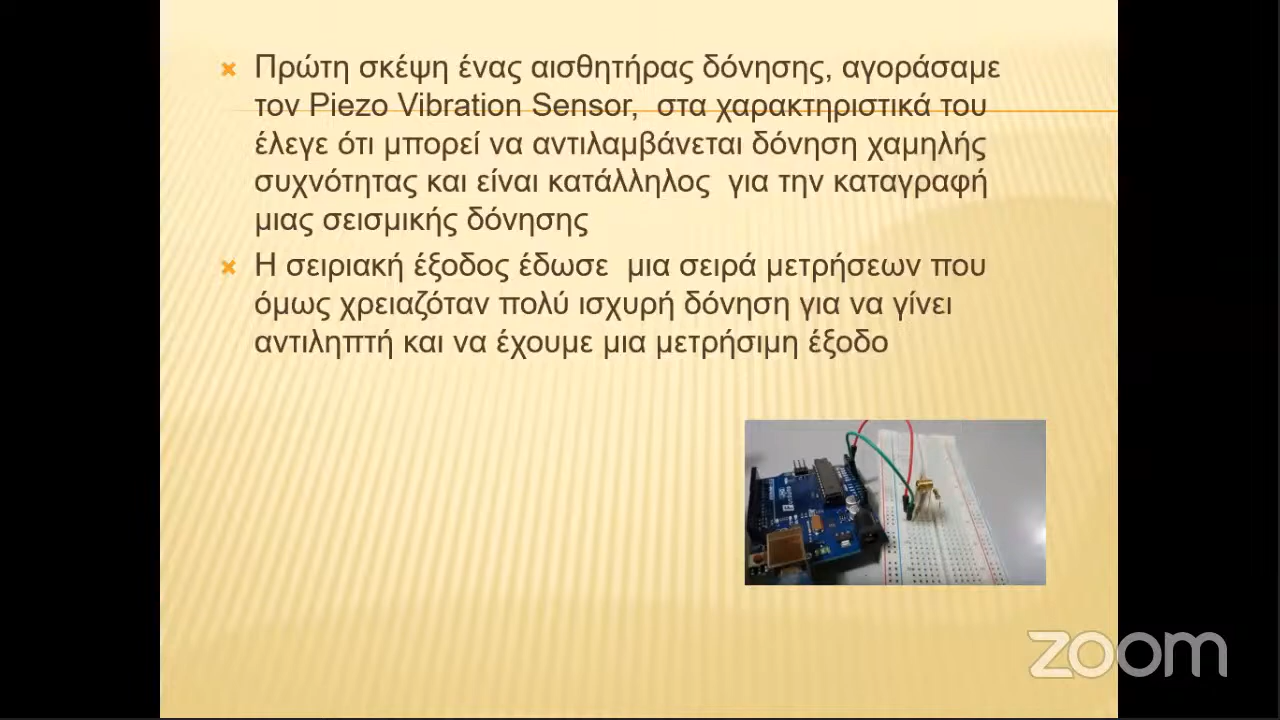 Πρώτη σκέψη ένας αισθητήρας δόνησης, αγοράσαμε
τον Piezo Vibration Sensor, στα χαρακτηριστικά του
έλεγε ότι μπορεί να αντιλαμβάνεται δόνηση χαμηλής
συχνότητας και είναι κατάλληλος για την καταγραφή
μιας σεισμικής δόνησης
Η σειριακή έξοδος έδωσε μια σειρά μετρήσεων που
όμως χρειαζόταν πολύ ισχυρή δόνηση για να γίνει
αντιληπτή και να έχουμε μια μετρήσιμη έξοδο
zoom